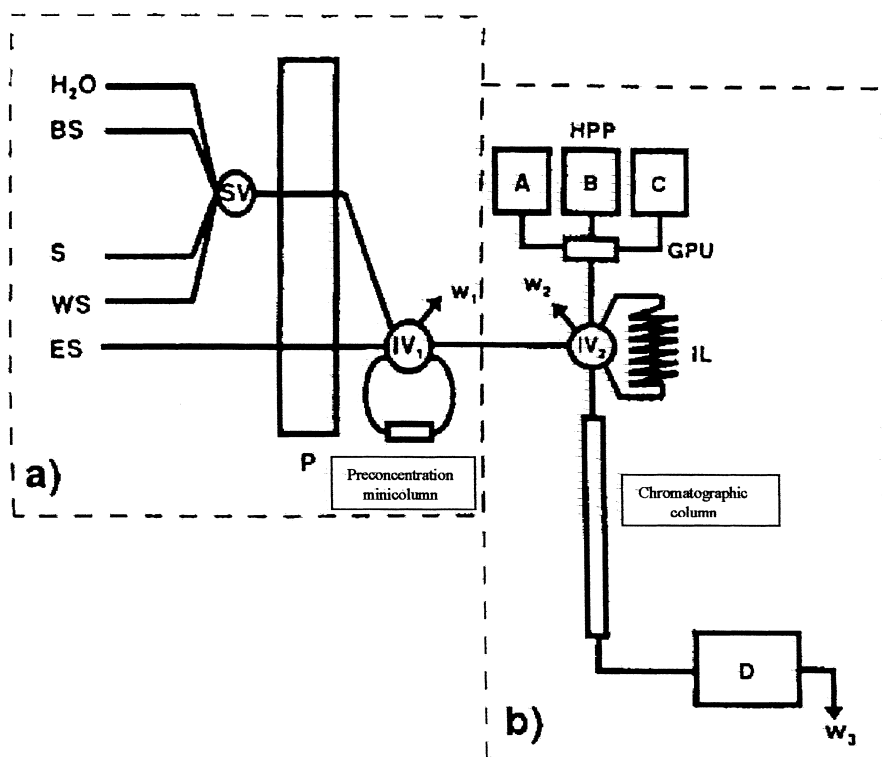 H₂O
BS
SV
S
WS
ES
IV₁
W₁
P
Preconcentration
minicolumn
a)
HPP
A B C
GPU
W₂
IV₂
IL
Chromatographic
column
D
W₃
b)